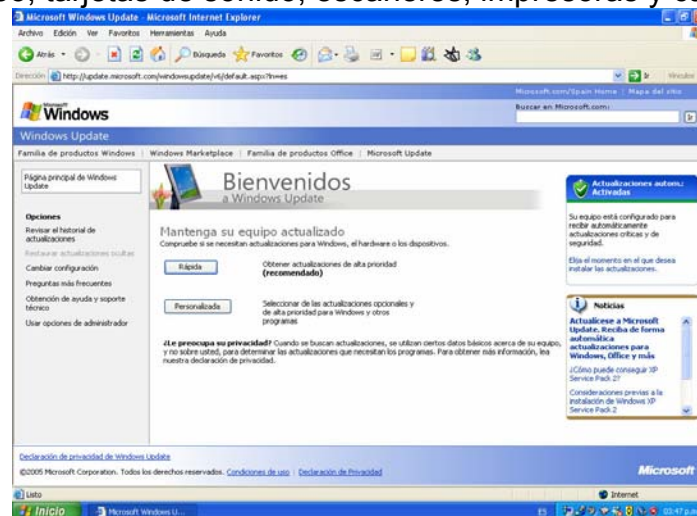 tarjetas de sonido, escáneres, impresoras y
Microsoft Windows Update - Microsoft Internet Explorer
Archivo Edición Ver Favoritos Herramientas Ayuda
Atrás Búsqueda Favoritos
Dirección http://update.microsoft.com/windowsupdate/v6/default.aspx?ln=es Ir Vínculos
Microsoft.com/Spain Home | Mapa del sitio
Buscar en Microsoft.com:
Windows
Ir
Windows Update
Familia de productos Windows | Windows Marketplace | Familia de productos Office | Microsoft Update
Página principal de Windows
Update
Opciones
Revisar el historial de
actualizaciones
Restaurar actualizaciones ocultas
Cambiar configuración
Preguntas más frecuentes
Obtención de ayuda y soporte
técnico
Usar opciones de administrador
Bienvenidos
a Windows Update
Mantenga su equipo actualizado
Compruebe si se necesitan actualizaciones para Windows, el hardware o los dispositivos.
Rápida
Obtener actualizaciones de alta prioridad
(recomendado)
Personalizada
Seleccionar de las actualizaciones opcionales y
de alta prioridad para Windows y otros
programas
¿Le preocupa su privacidad? Cuando se buscan actualizaciones, se utilizan ciertos datos básicos acerca de su equipo,
y no sobre usted, para determinar las actualizaciones que necesitan los programas. Para obtener más información, lea
nuestra declaración de privacidad.
Actualizaciones autom.:
Activadas
Su equipo está configurado para
recibir automáticamente
actualizaciones críticas y de
seguridad.
Elija el momento en el que desea
instalar las actualizaciones.
Noticias
Actualícese a Microsoft
Update. Reciba de forma
automática
actualizaciones para
Windows, Office y más
¿Cómo puede conseguir XP
Service Pack 2?
Consideraciones previas a la
instalación de Windows XP
Service Pack 2
Declaración de privacidad de Windows Update
©2005 Microsoft Corporation. Todos los derechos reservados. Condiciones de uso | Declaración de Privacidad
Microsoft
Listo Internet
Inicio Microsoft Windows U... ES 03:47 p.m.